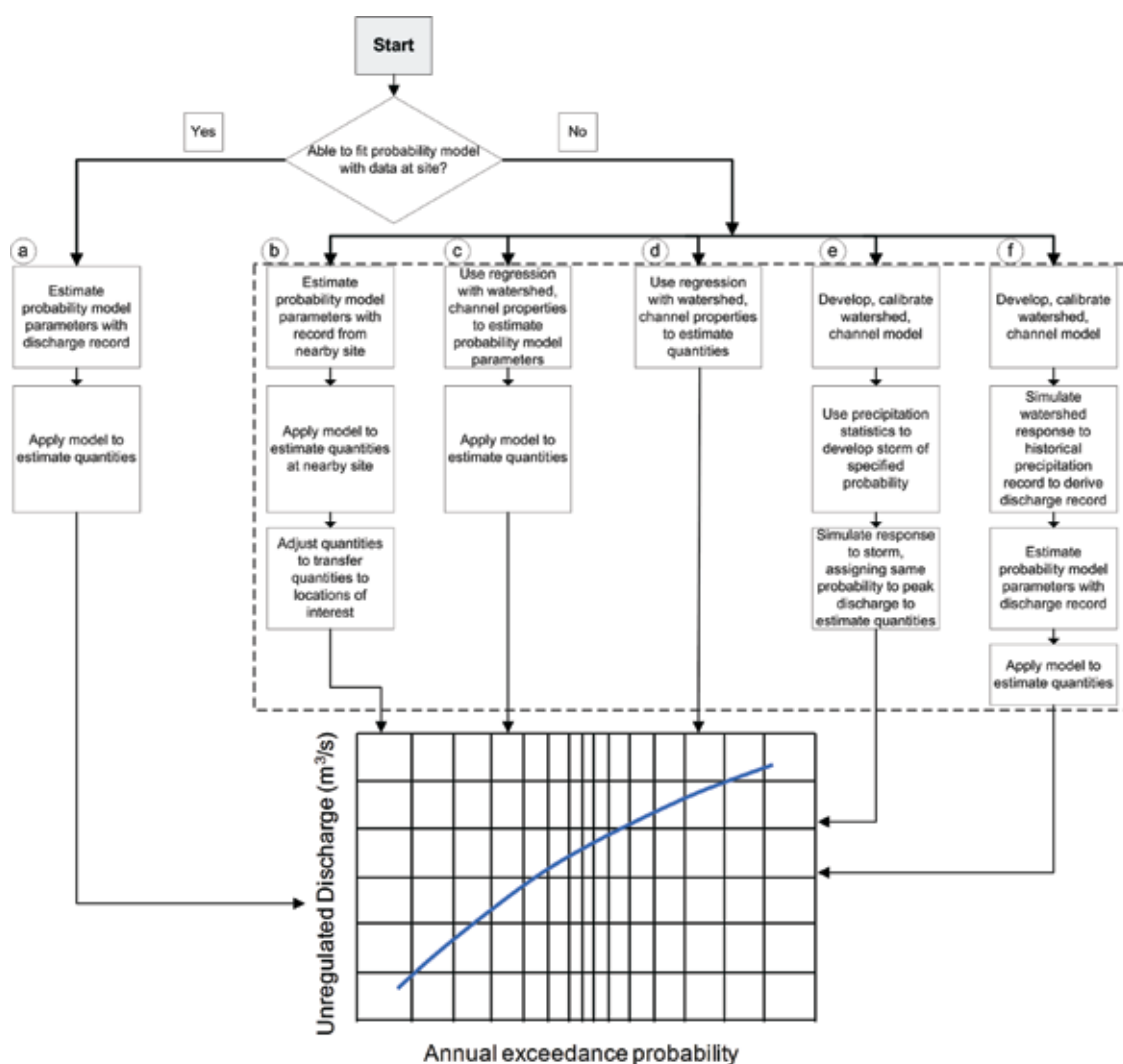 Start
Able to fit probability model
with data at site?
Yes
No
a
Estimate
probability model
parameters with
discharge record
Apply model to
estimate quantities
b
Estimate
probability model
parameters with
record from
nearby site
Apply model to
estimate quantities
at nearby site
Adjust quantities
to transfer
quantities to
locations of
interest
c
Use regression
with watershed,
channel properties
to estimate
probability model
parameters
Apply model to
estimate quantities
d
Use regression
with watershed,
channel properties
to estimate
quantities
e
Develop, calibrate
watershed,
channel model
Use precipitation
statistics to
develop storm of
specified
probability
Simulate response
to storm,
assigning same
probability to peak
discharge to
estimate quantities
f
Develop, calibrate
watershed,
channel model
Simulate
watershed
response to
historical
precipitation
record to derive
discharge record
Estimate
probability model
parameters with
discharge record
Apply model to
estimate quantities
Unregulated Discharge (m³/s)
Annual exceedance probability